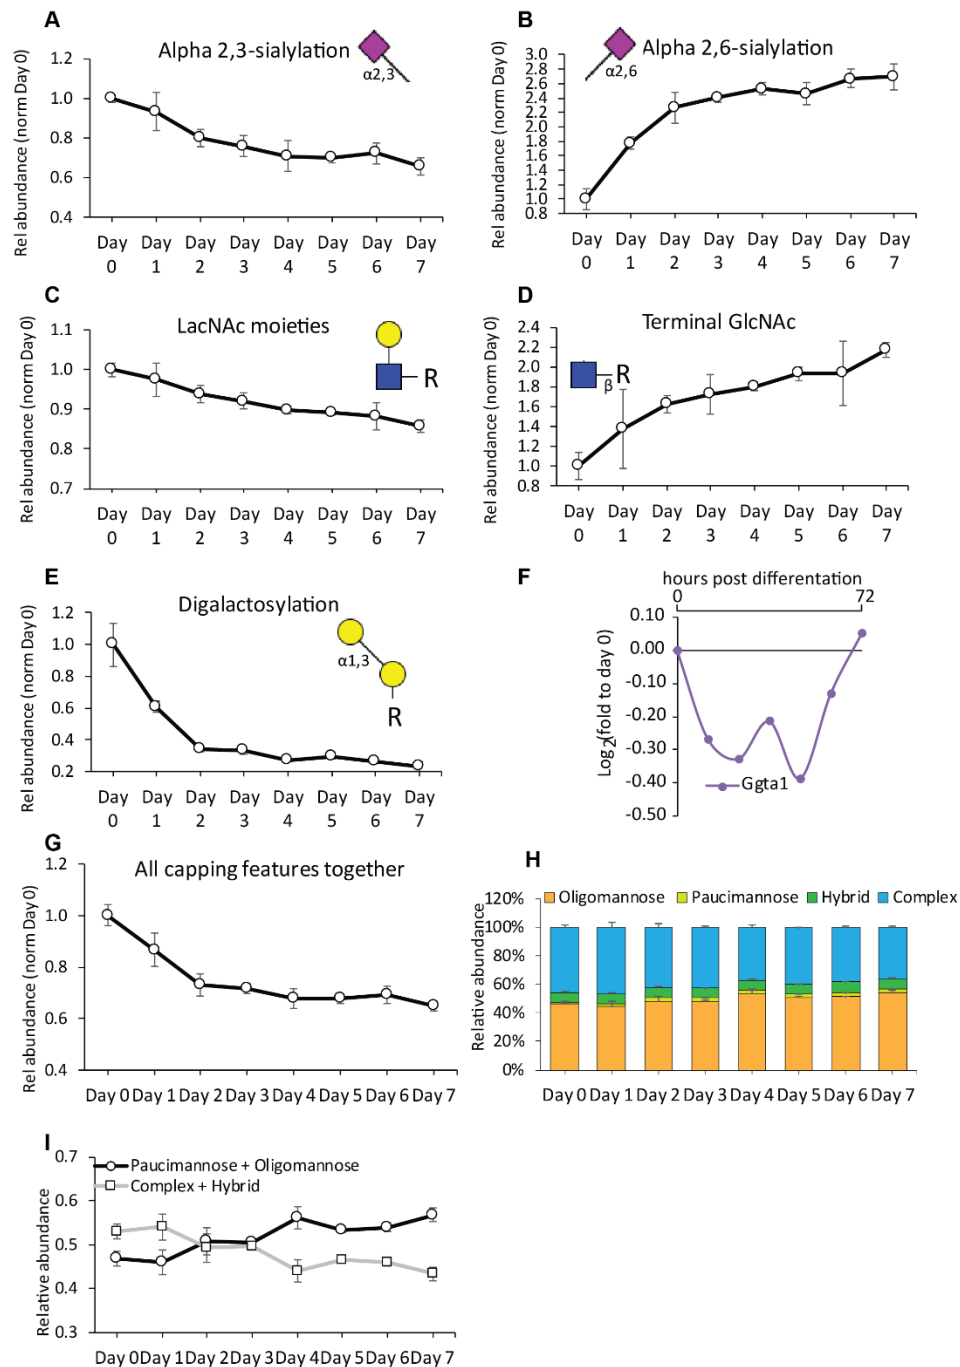 A
Alpha 2,3-sialylation
α2,3
Rel abundance (norm Day 0)
1.2
1.0
0.8
0.6
0.4
Day Day Day Day Day Day Day Day
0 1 2 3 4 5 6 7
B
Alpha 2,6-sialylation
α2,6
Rel abundance (norm Day 0)
3.0
2.8
2.6
2.4
2.2
2.0
1.8
1.6
1.4
1.2
1.0
0.8
Day Day Day Day Day Day Day Day
0 1 2 3 4 5 6 7
C
LacNAc moieties
R
Rel abundance (norm Day 0)
1.1
1.0
0.9
0.8
0.7
Day Day Day Day Day Day Day Day
0 1 2 3 4 5 6 7
D
Terminal GlcNAc
β R
Rel abundance (norm Day 0)
2.4
2.2
2.0
1.8
1.6
1.4
1.2
1.0
0.8
Day Day Day Day Day Day Day Day
0 1 2 3 4 5 6 7
E
Digalactosylation
α1,3
R
Rel abundance (norm Day 0)
1.2
1.0
0.8
0.6
0.4
0.2
Day Day Day Day Day Day Day Day
0 1 2 3 4 5 6 7
F
hours post differentation
0 72
Log2(fold to day 0)
0.10
0.00
-0.10
-0.20
-0.30
-0.40
-0.50
Ggta1
G
All capping features together
Rel abundance (norm Day 0)
1.2
1.0
0.8
0.6
0.4
Day 0 Day 1 Day 2 Day 3 Day 4 Day 5 Day 6 Day 7
H
Oligomannose Paucimannose Hybrid Complex
Relative abundance
120%
100%
80%
60%
40%
20%
0%
Day 0 Day 1 Day 2 Day 3 Day 4 Day 5 Day 6 Day 7
I
Paucimannose + Oligomannose
Complex + Hybrid
Relative abundance
0.7
0.6
0.5
0.4
0.3
Day 0 Day 1 Day 2 Day 3 Day 4 Day 5 Day 6 Day 7